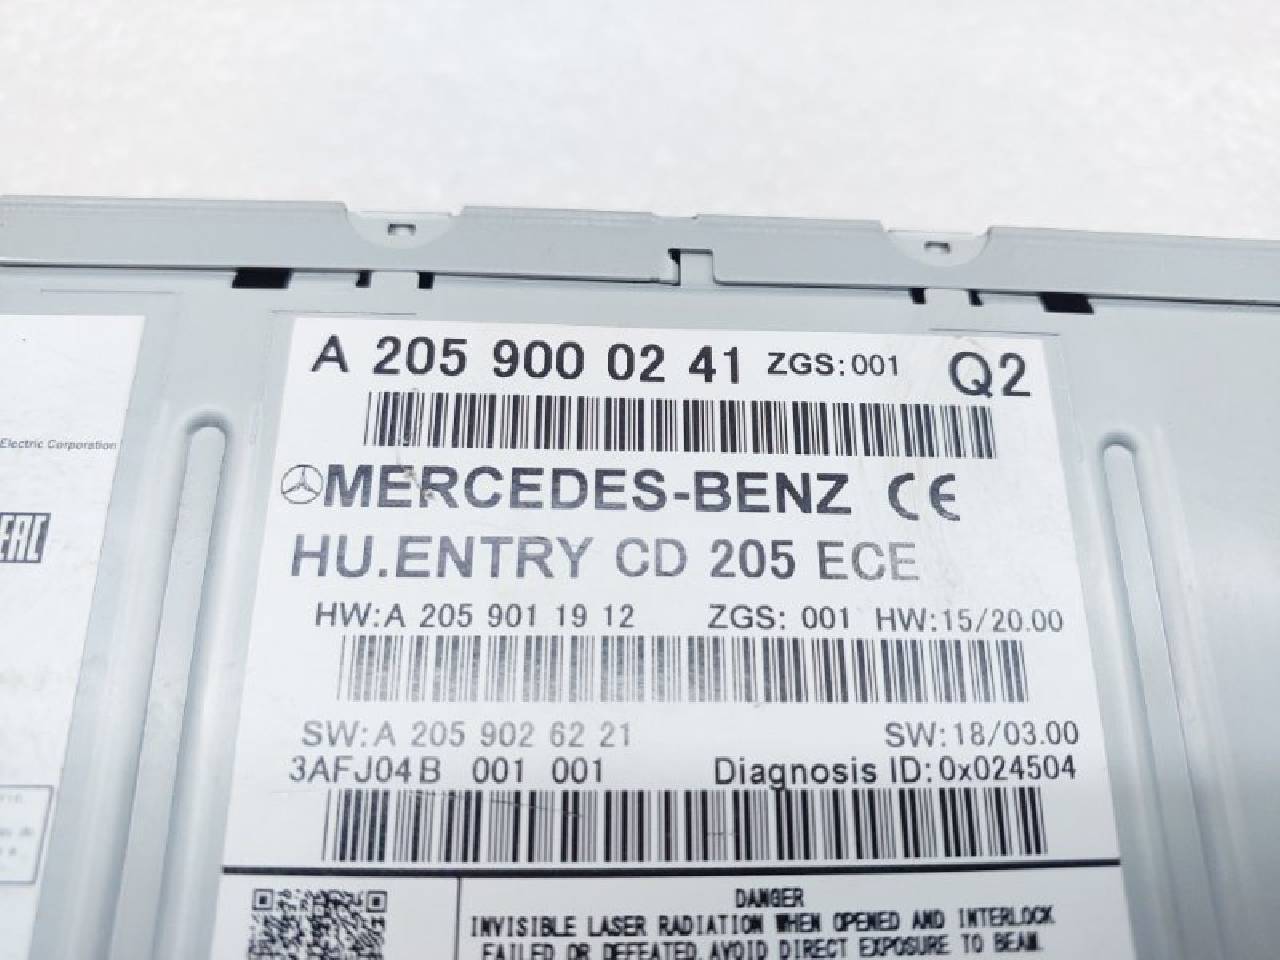 A 205 900 02 41 ZGS:001 Q2
MERCEDES-BENZ CE
HU.ENTRY CD 205 ECE
HW:A 205 901 19 12 ZGS: 001 HW:15/20.00
SW:A 205 902 62 21 SW:18/03.00
3AFJ04B 001 001 Diagnosis ID:0x024504
DANGER
INVISIBLE LASER RADIATION WHEN OPENED AND INTERLOCK
FAILED OR DEFEATED. AVOID DIRECT EXPOSURE TO BEAM.
Electric Corporation
EAC